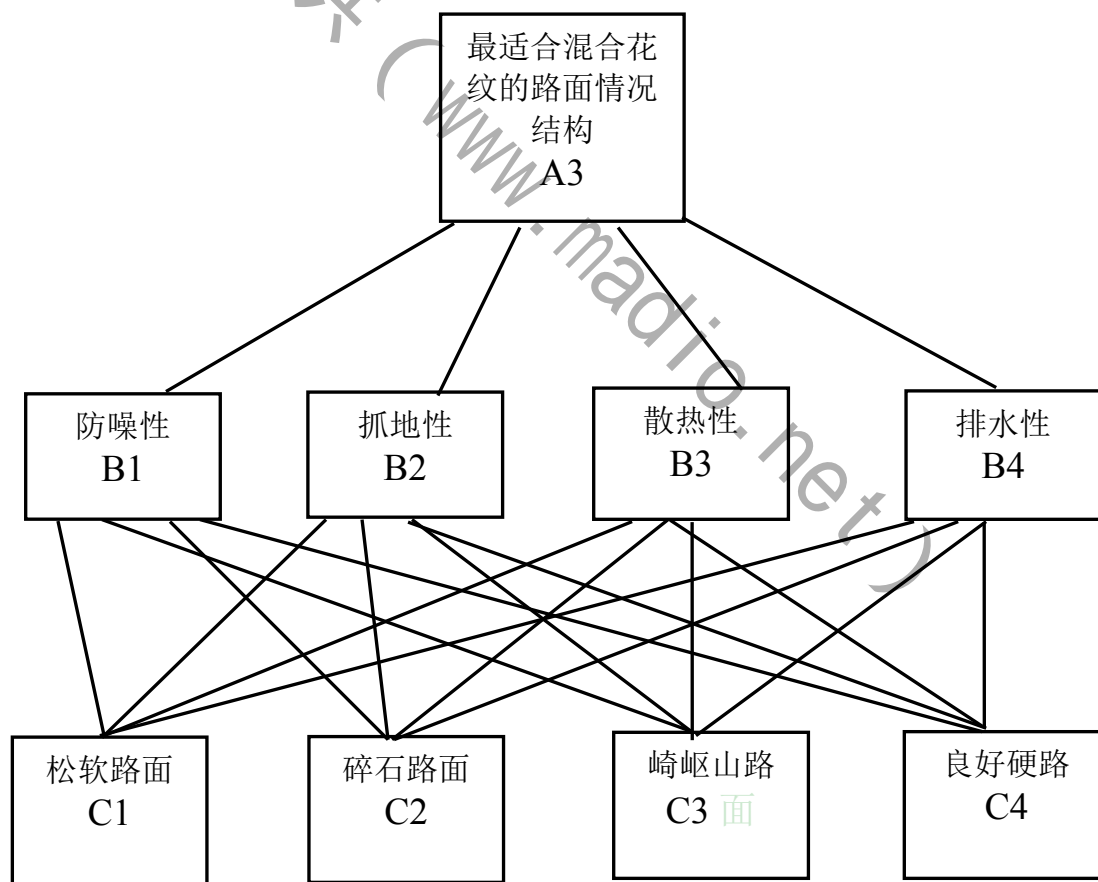 最适合混合花
纹的路面情况
结构
A3
防噪性
B1
抓地性
B2
散热性
B3
排水性
B4
松软路面
C1
碎石路面
C2
崎岖山路
C3 面
良好硬路
C4
(www.madio.net)